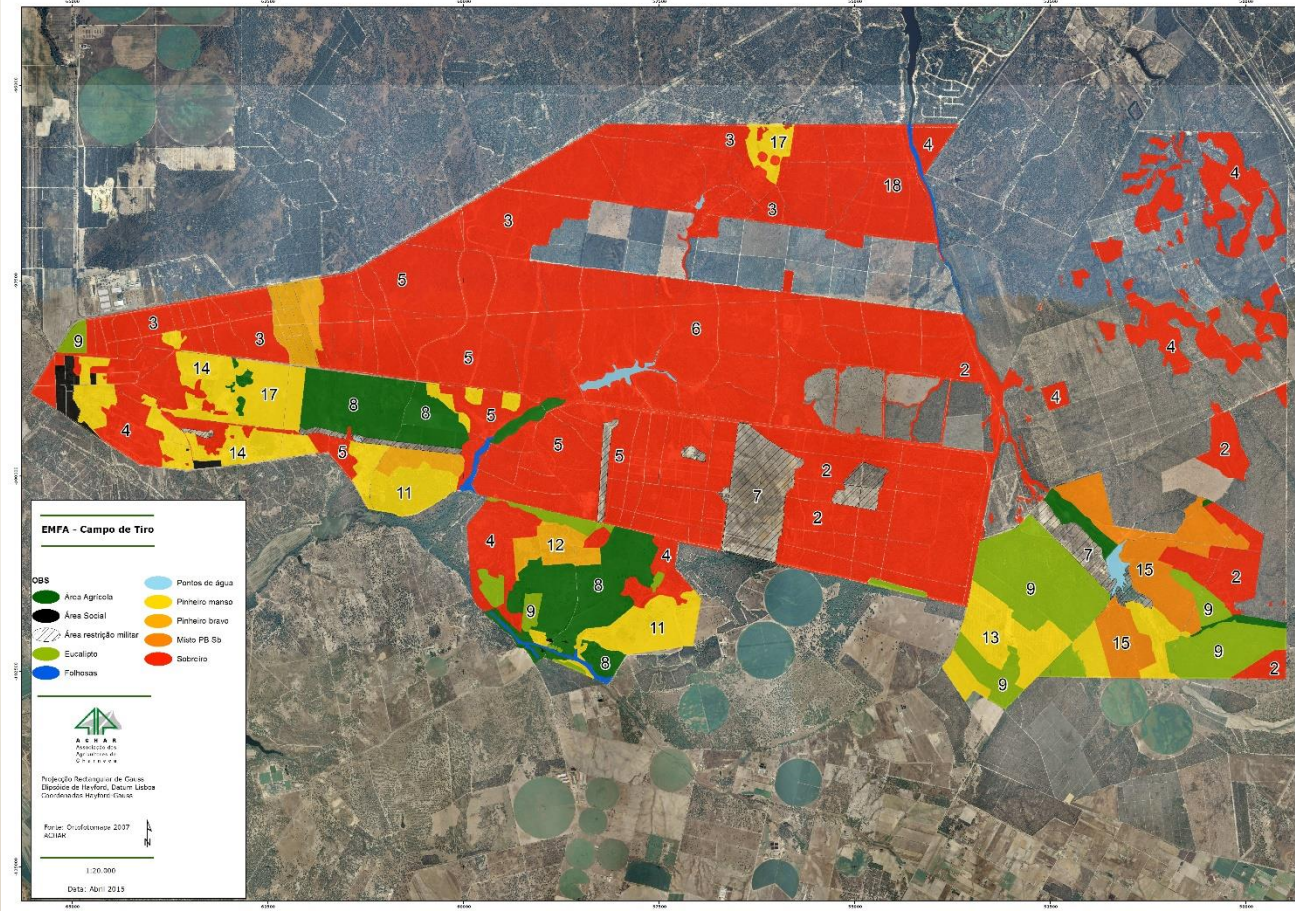 EMFA - Campo de Tiro
OBS
Área Agrícola
Área Social
Área restrição militar
Eucalipto
Folhosas
Pontos de água
Pinheiro manso
Pinheiro bravo
Misto PB Sb
Sobreiro
ACHAR
Associação dos
Agricultores de
Charneca
Projecção Rectangular de Gauss
Elipsóide de Hayford, Datum Lisboa
Coordenadas Hayford-Gauss
Fonte: Ortofotomapa 2007
ACHAR
N
1:20.000
Data: Abril 2015
3
17
4
18
4
3
3
5
6
4
3
9
3
5
2
4
14
17
8
8
5
2
4
14
5
5
5
2
7
2
11
4
12
4
8
9
11
8
7
15
2
9
9
13
15
9
9
2